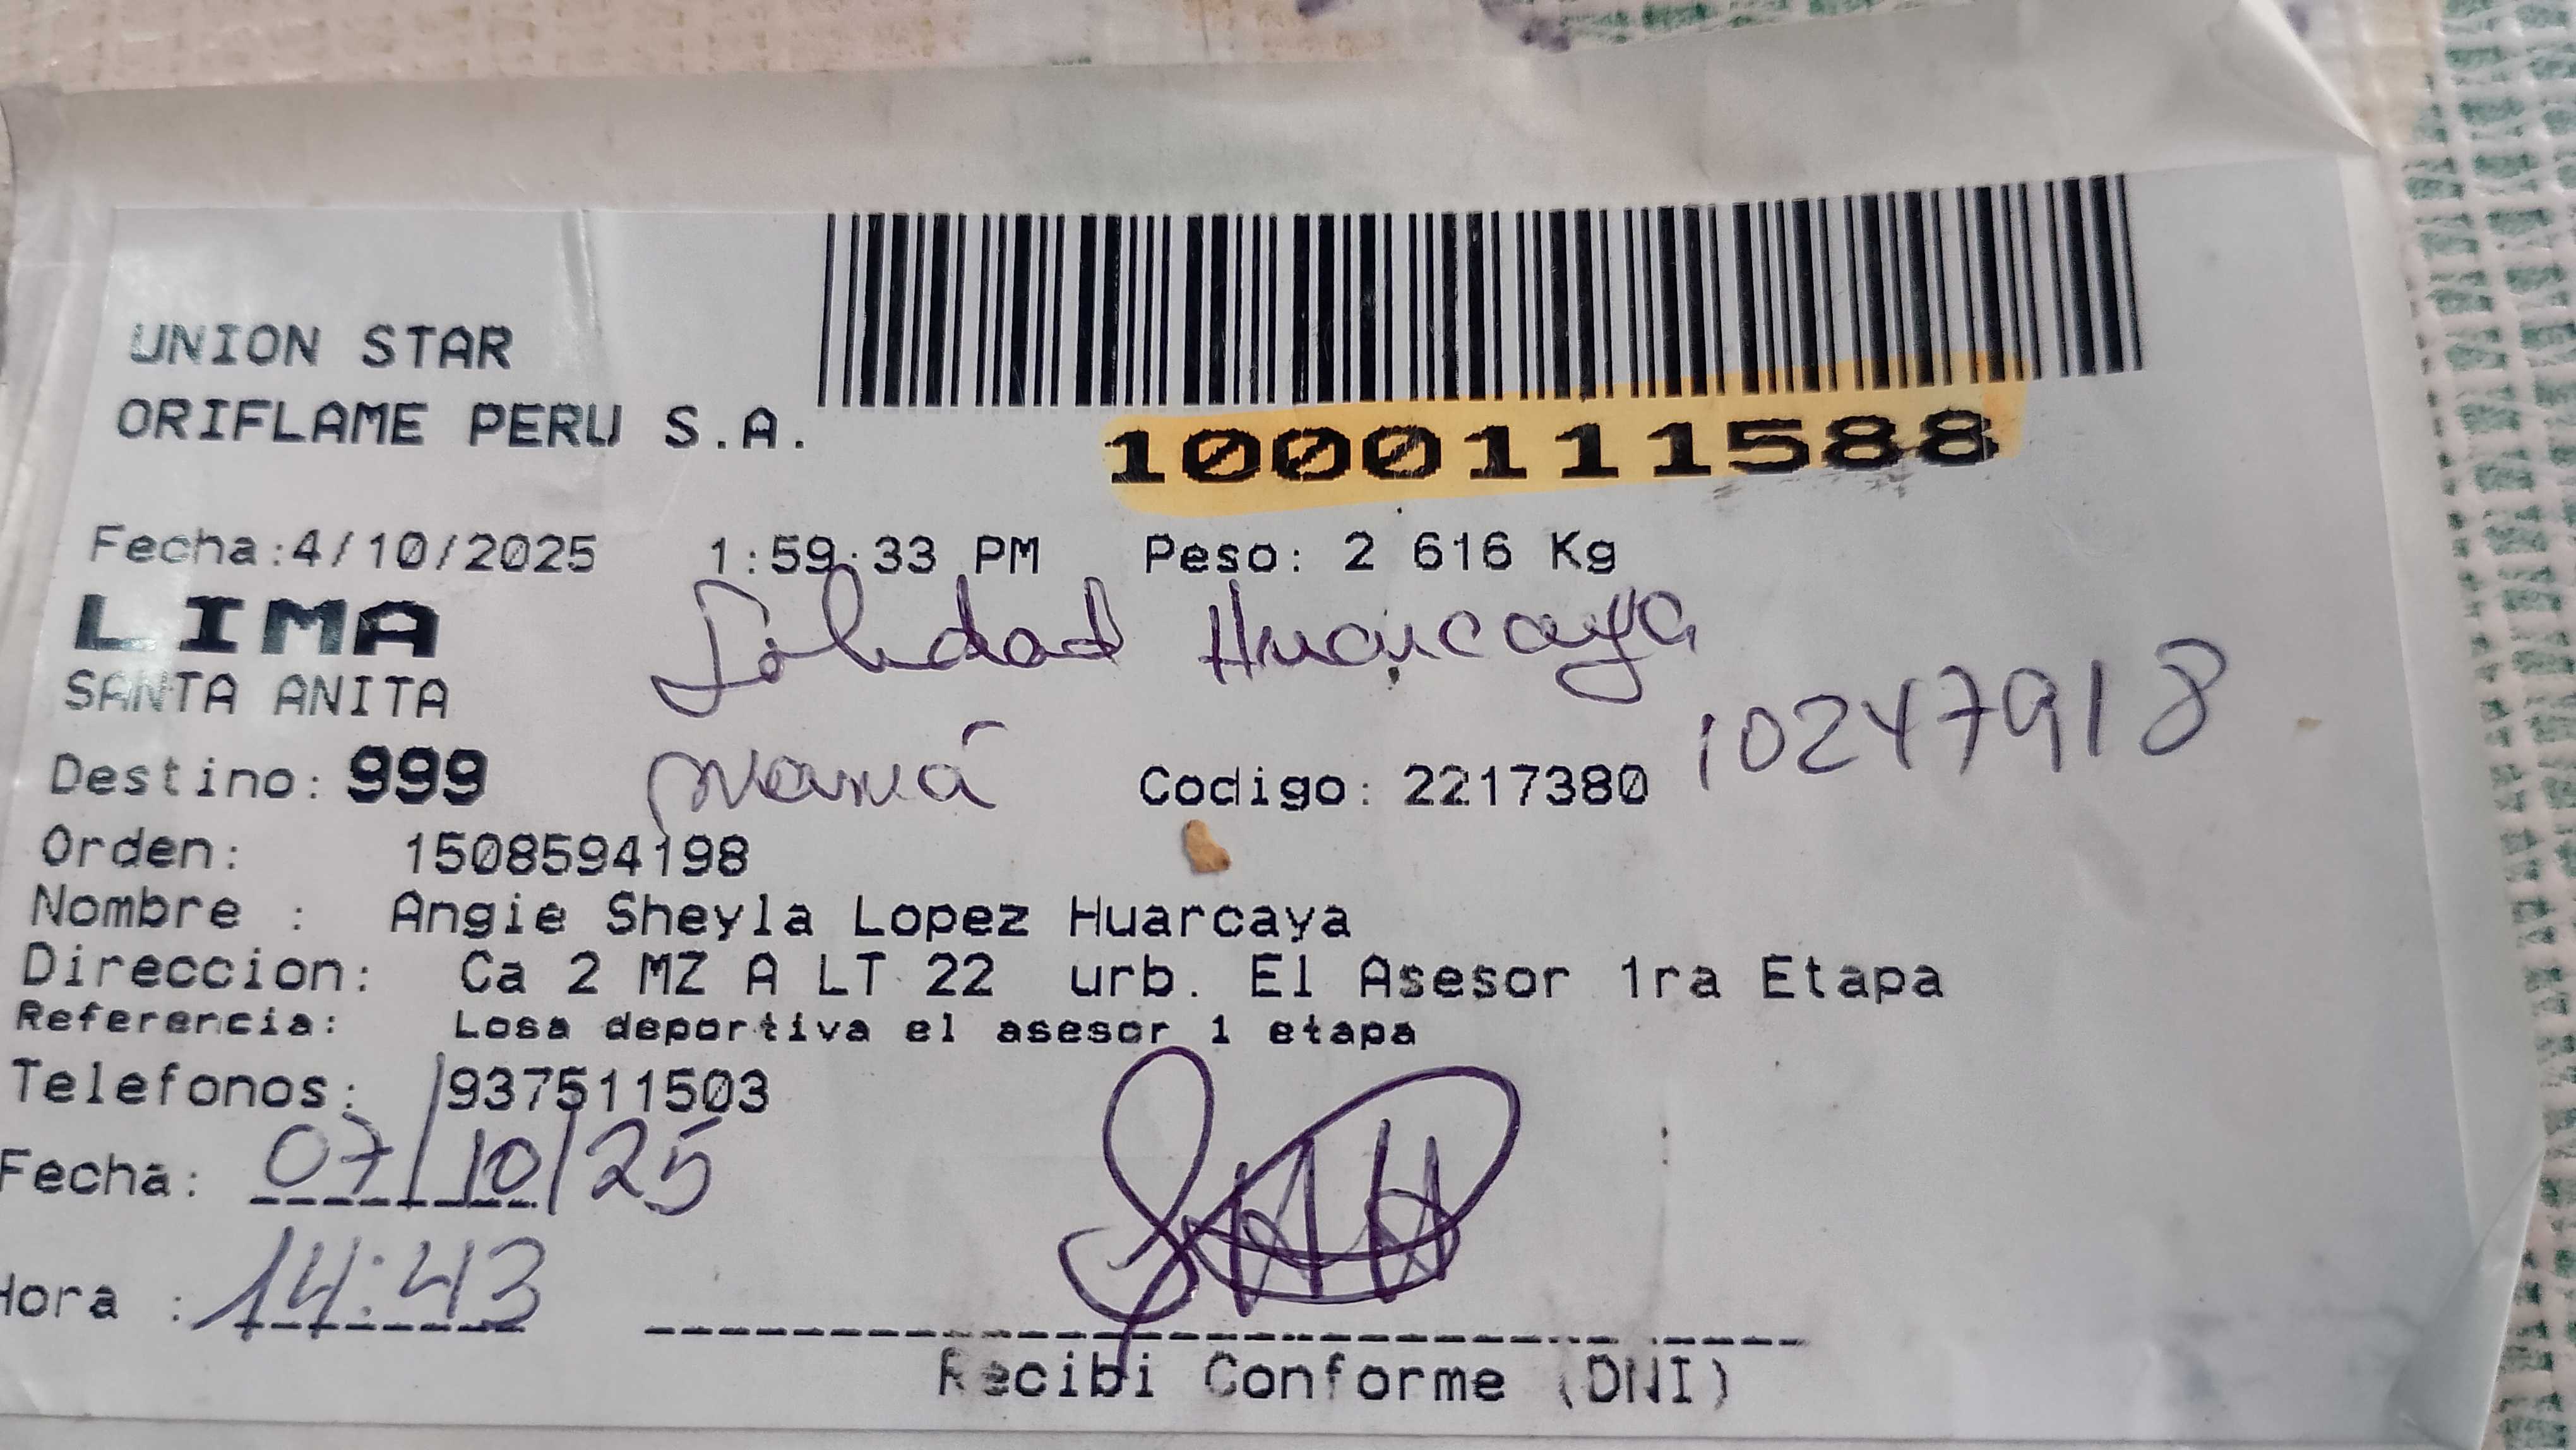 UNION STAR
ORIFLAME PERU S.A.
1000111588
Fecha:4/10/2025 1:59:33 PM Peso: 2 616 Kg
LIMA
Soledad Huarcaya
SANTA ANITA
10247918
Destino: 999 mamá Codigo: 2217380
Orden: 1508594198
Nombre : Angie Sheyla Lopez Huarcaya
Direccion: Ca 2 MZ A LT 22 urb. El Asesor 1ra Etapa
Referencia: Losa deportiva el asesor 1 etapa
Telefonos: 937511503
Fecha: 07/10/25
Hora : 14:43
Recibi Conforme (DNI)